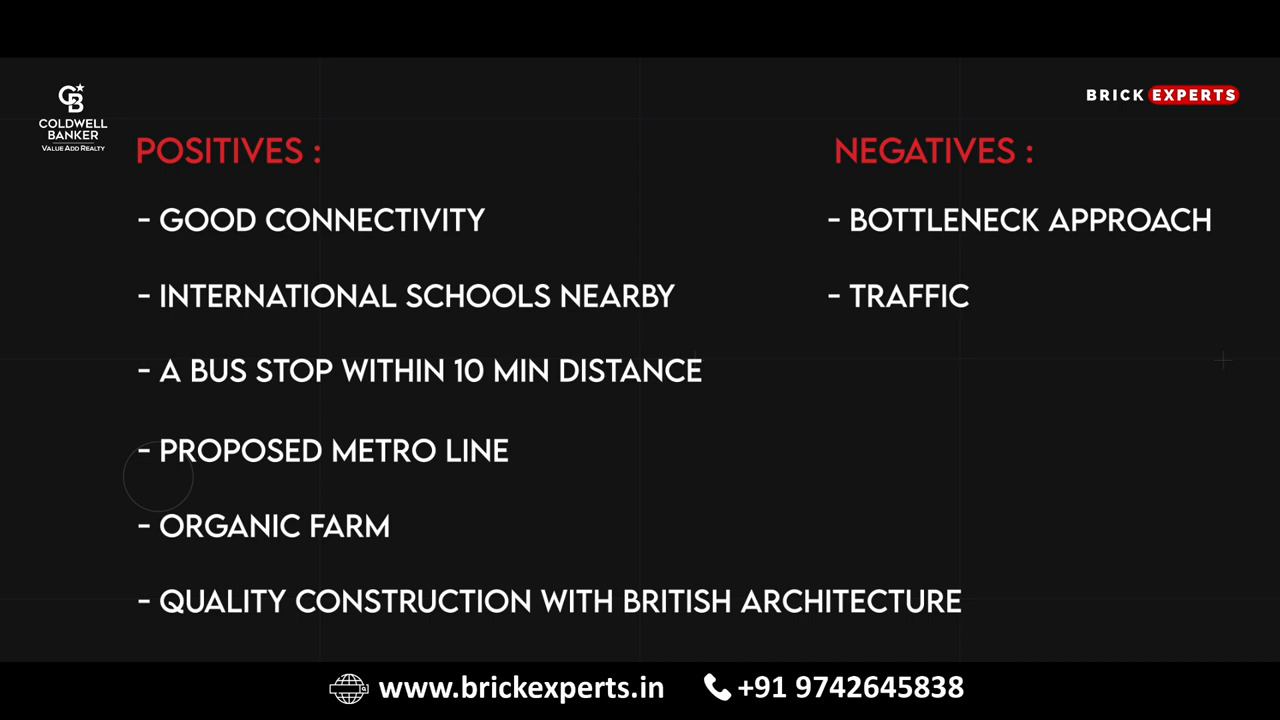 COLDWELL
BANKER
VALUE ADD REALTY
BRICK EXPERTS
POSITIVES :
- GOOD CONNECTIVITY
- INTERNATIONAL SCHOOLS NEARBY
- A BUS STOP WITHIN 10 MIN DISTANCE
- PROPOSED METRO LINE
- ORGANIC FARM
- QUALITY CONSTRUCTION WITH BRITISH ARCHITECTURE
NEGATIVES :
- BOTTLENECK APPROACH
- TRAFFIC
www.brickexperts.in +91 9742645838